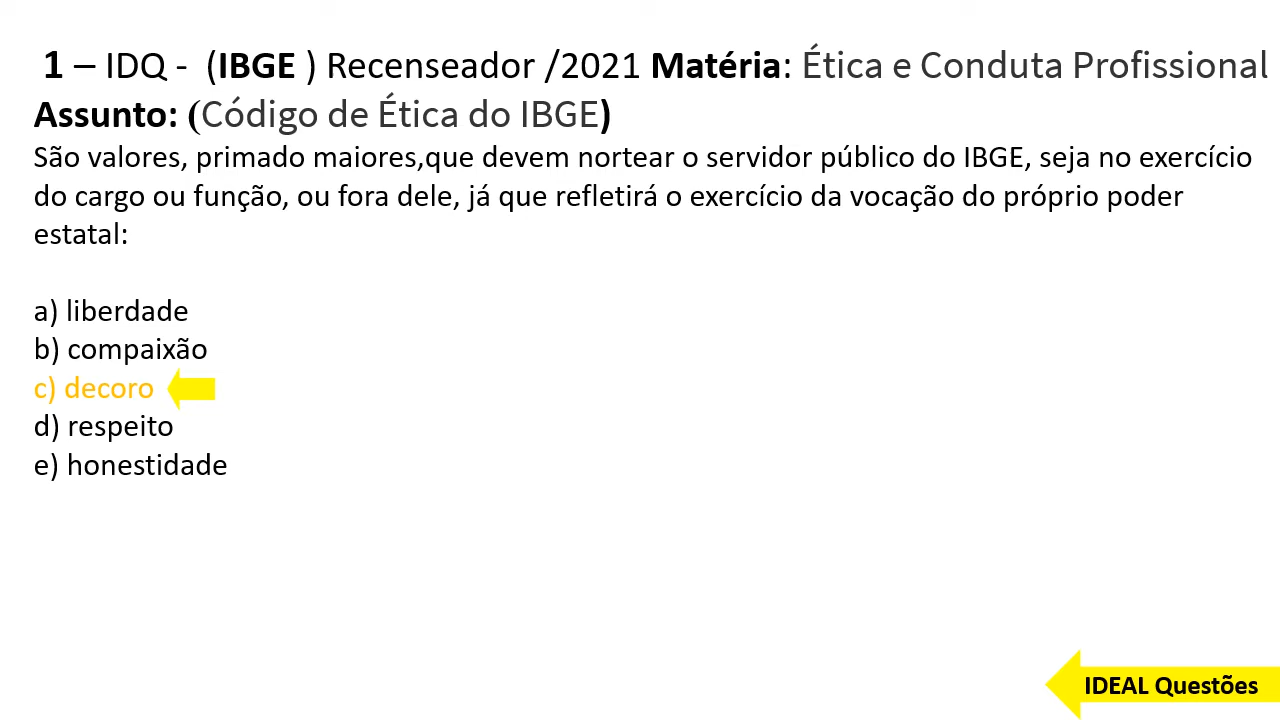 1 – IDQ - (IBGE ) Recenseador /2021 Matéria: Ética e Conduta Profissional
Assunto: (Código de Ética do IBGE)
São valores, primado maiores,que devem nortear o servidor público do IBGE, seja no exercício
do cargo ou função, ou fora dele, já que refletirá o exercício da vocação do próprio poder
estatal:
a) liberdade
b) compaixão
c) decoro
d) respeito
e) honestidade
IDEAL Questões